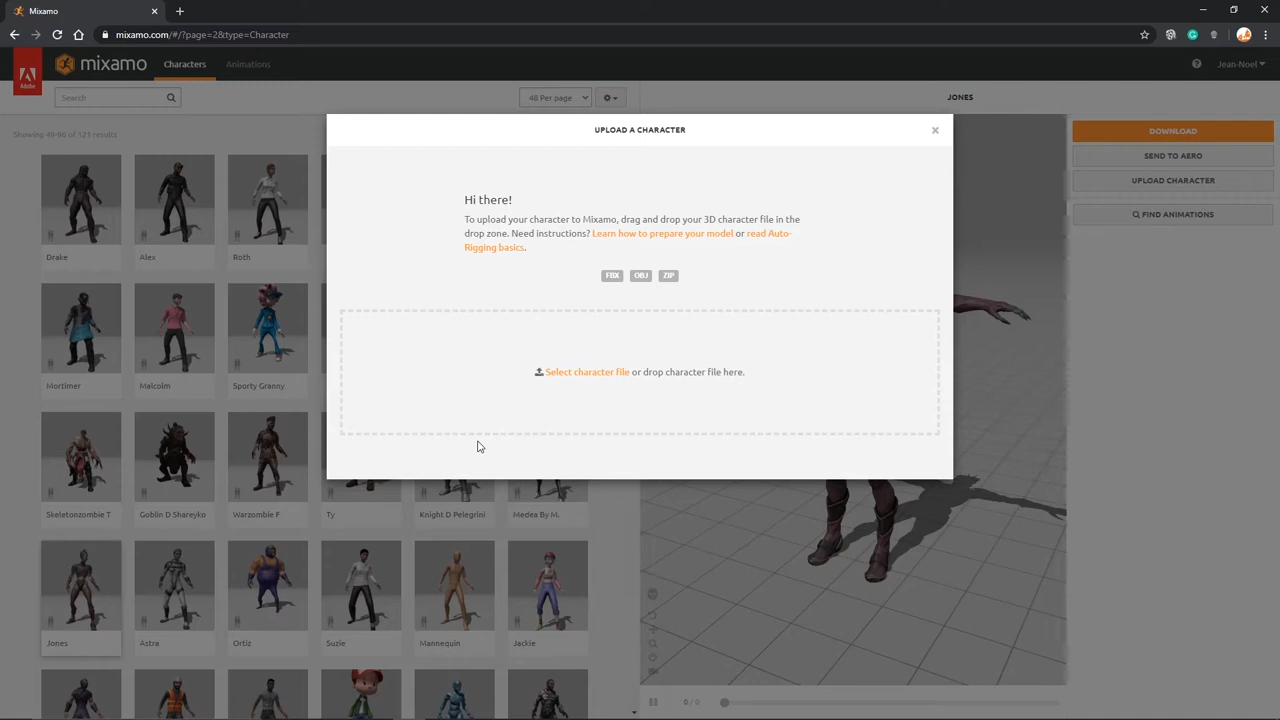 Mixamo
mixamo.com/#/?page=2&type=Character
Adobe
mixamo
Characters
Animations
Jean-Noel
Search
48 Per page
JONES
Showing 49-96 of 121 results
UPLOAD A CHARACTER
DOWNLOAD
SEND TO AERO
UPLOAD CHARACTER
FIND ANIMATIONS
Hi there!
To upload your character to Mixamo, drag and drop your 3D character file in the
drop zone. Need instructions? Learn how to prepare your model or read Auto-
Rigging basics.
FBX OBJ ZIP
Select character file or drop character file here.
Drake
Alex
Roth
Mortimer
Malcolm
Sporty Granny
Skeletonzombie T
Goblin D Shareyko
Warzombie F
Ty
Knight D Pelegrini
Medea By M.
Jones
Astra
Ortiz
Suzie
Mannequin
Jackie
0 / 0